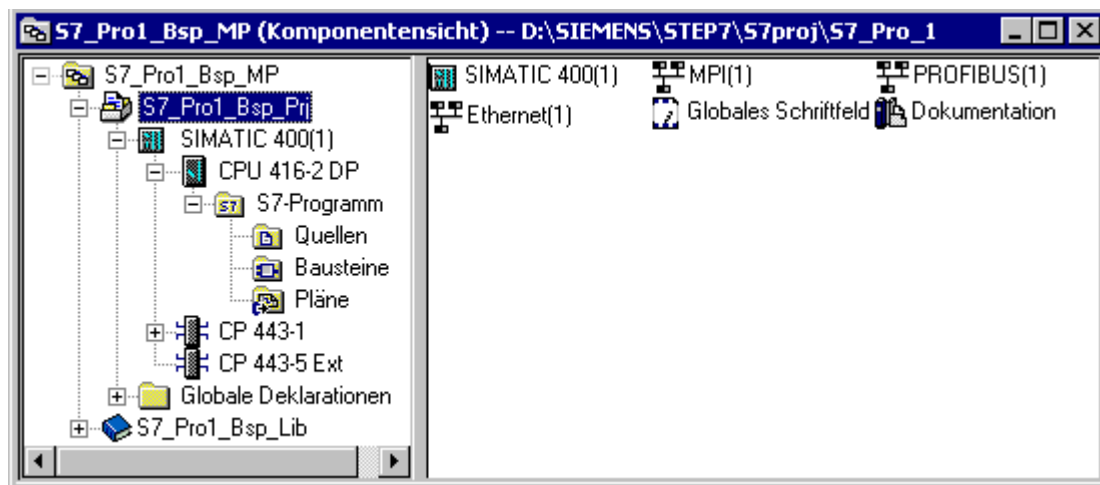 S7_Pro1_Bsp_MP (Komponentensicht) -- D:\SIEMENS\STEP7\S7proj\S7_Pro_1
S7_Pro1_Bsp_MP
S7_Pro1_Bsp_Prj
SIMATIC 400(1)
CPU 416-2 DP
S7-Programm
Quellen
Bausteine
Pläne
CP 443-1
CP 443-5 Ext
Globale Deklarationen
S7_Pro1_Bsp_Lib
SIMATIC 400(1) MPI(1) PROFIBUS(1)
Ethernet(1) Globales Schriftfeld Dokumentation